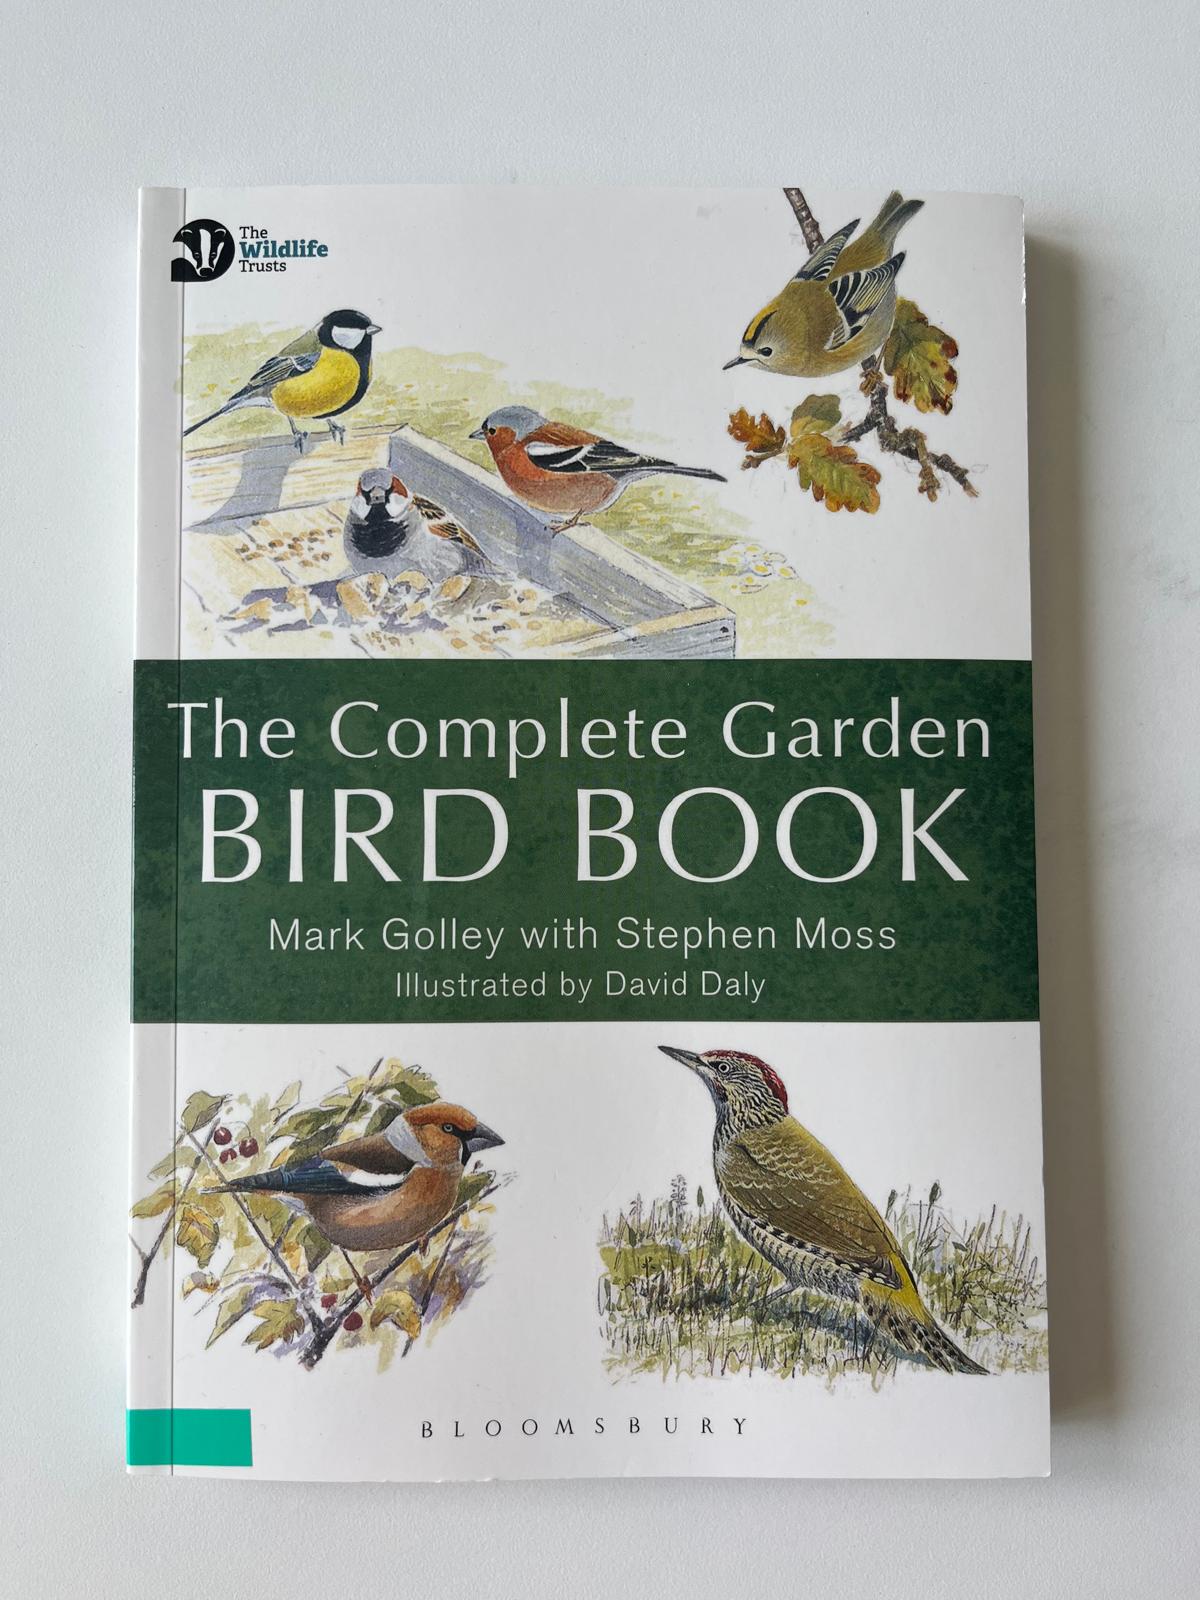 The
Wildlife
Trusts
The Complete Garden
BIRD BOOK
Mark Golley with Stephen Moss
Illustrated by David Daly
BLOOMSBURY